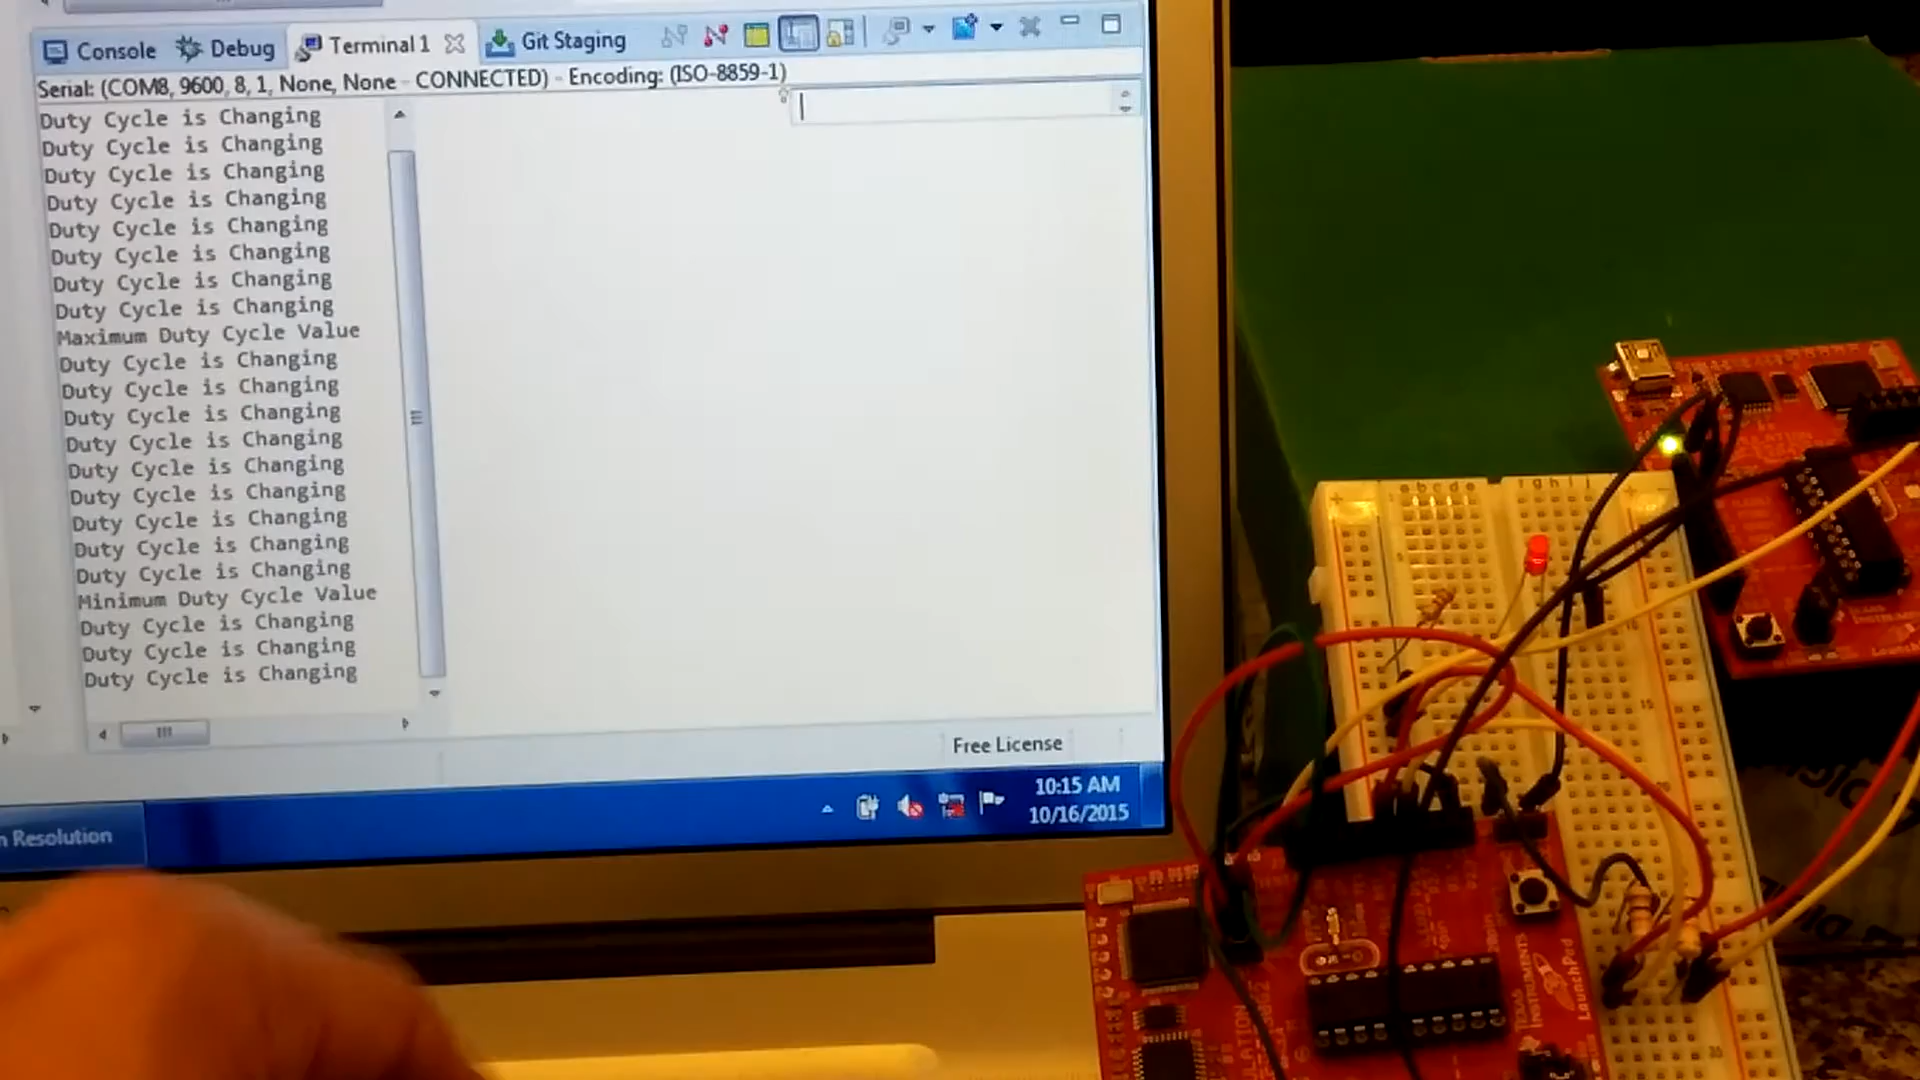 Console
Debug
Terminal 1
Git Staging
Serial: (COM8, 9600, 8, 1, None, None - CONNECTED) - Encoding: (ISO-8859-1)
Duty Cycle is Changing
Duty Cycle is Changing
Duty Cycle is Changing
Duty Cycle is Changing
Duty Cycle is Changing
Duty Cycle is Changing
Duty Cycle is Changing
Duty Cycle is Changing
Maximum Duty Cycle Value
Duty Cycle is Changing
Duty Cycle is Changing
Duty Cycle is Changing
Duty Cycle is Changing
Duty Cycle is Changing
Duty Cycle is Changing
Duty Cycle is Changing
Duty Cycle is Changing
Duty Cycle is Changing
Minimum Duty Cycle Value
Duty Cycle is Changing
Duty Cycle is Changing
Duty Cycle is Changing
Free License
10:15 AM
10/16/2015
n Resolution
TEXAS
INSTRUMENTS
LaunchPad